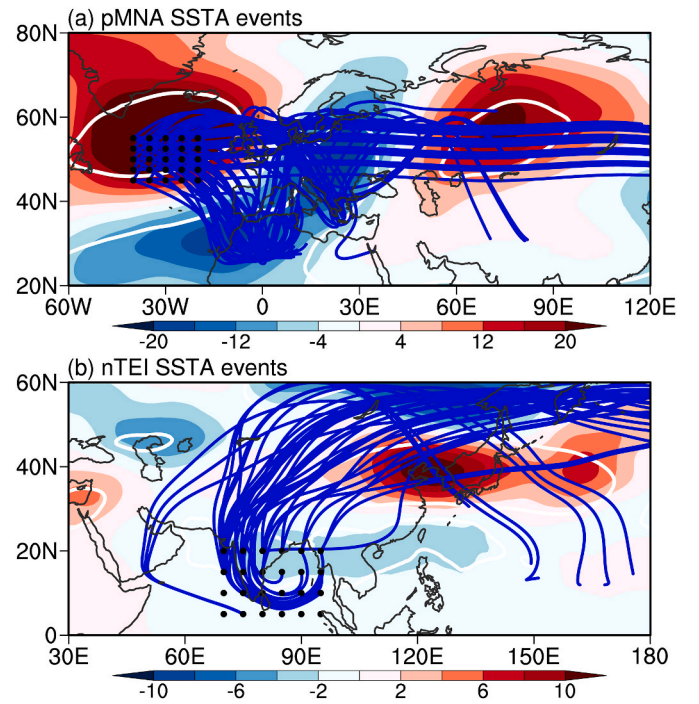 (a) pMNA SSTA events
80N
60N
40N
20N
60W 30W 0 30E 60E 90E 120E
-20 -12 -4 4 12 20
(b) nTEI SSTA events
60N
40N
20N
0
30E 60E 90E 120E 150E 180
-10 -6 -2 2 6 10